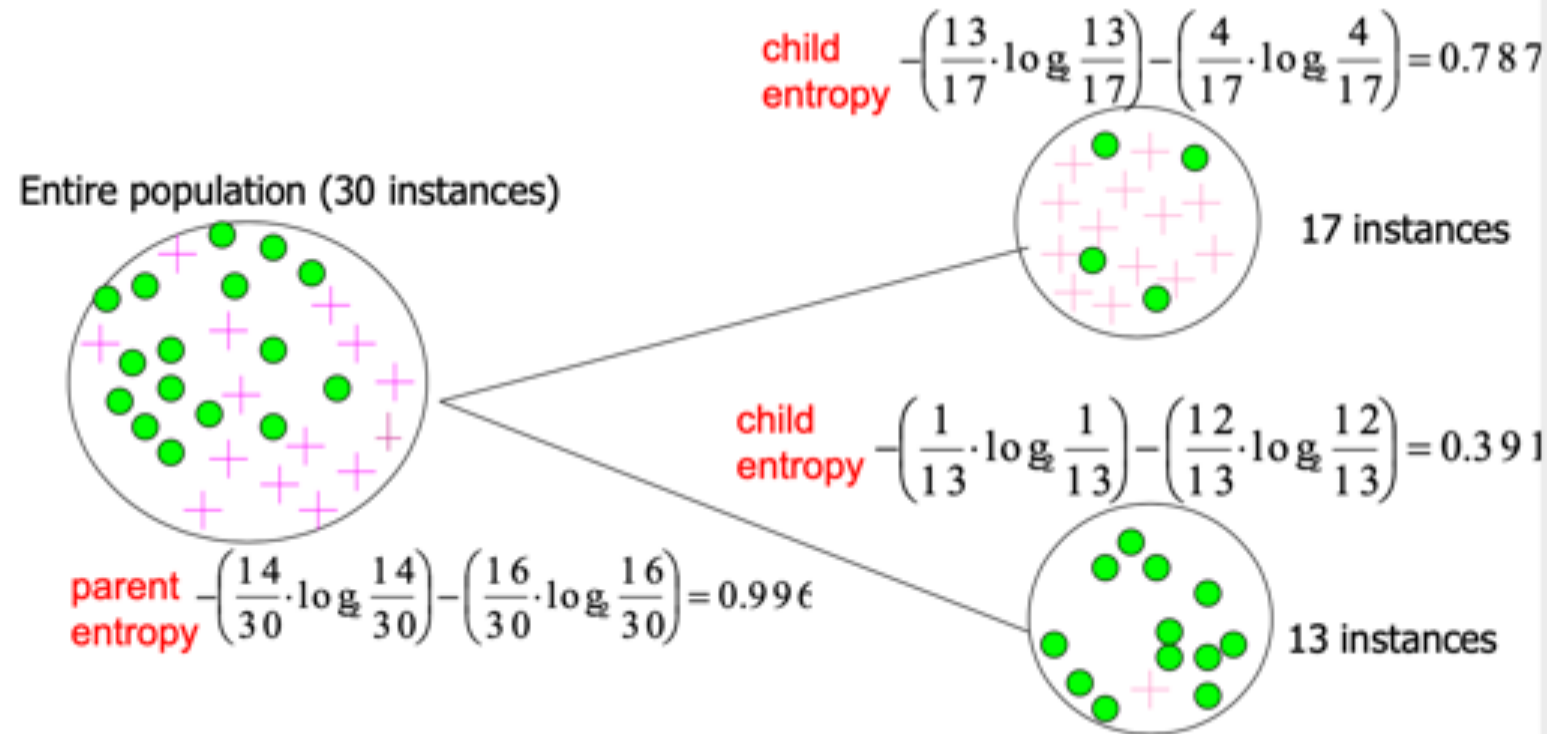 child
entropy
-(13/17·log₂ 13/17)-(4/17·log₂ 4/17)=0.787
Entire population (30 instances)
17 instances
child
entropy
-(1/13·log₂ 1/13)-(12/13·log₂ 12/13)=0.391
parent
entropy
-(14/30·log₂ 14/30)-(16/30·log₂ 16/30)=0.996
13 instances